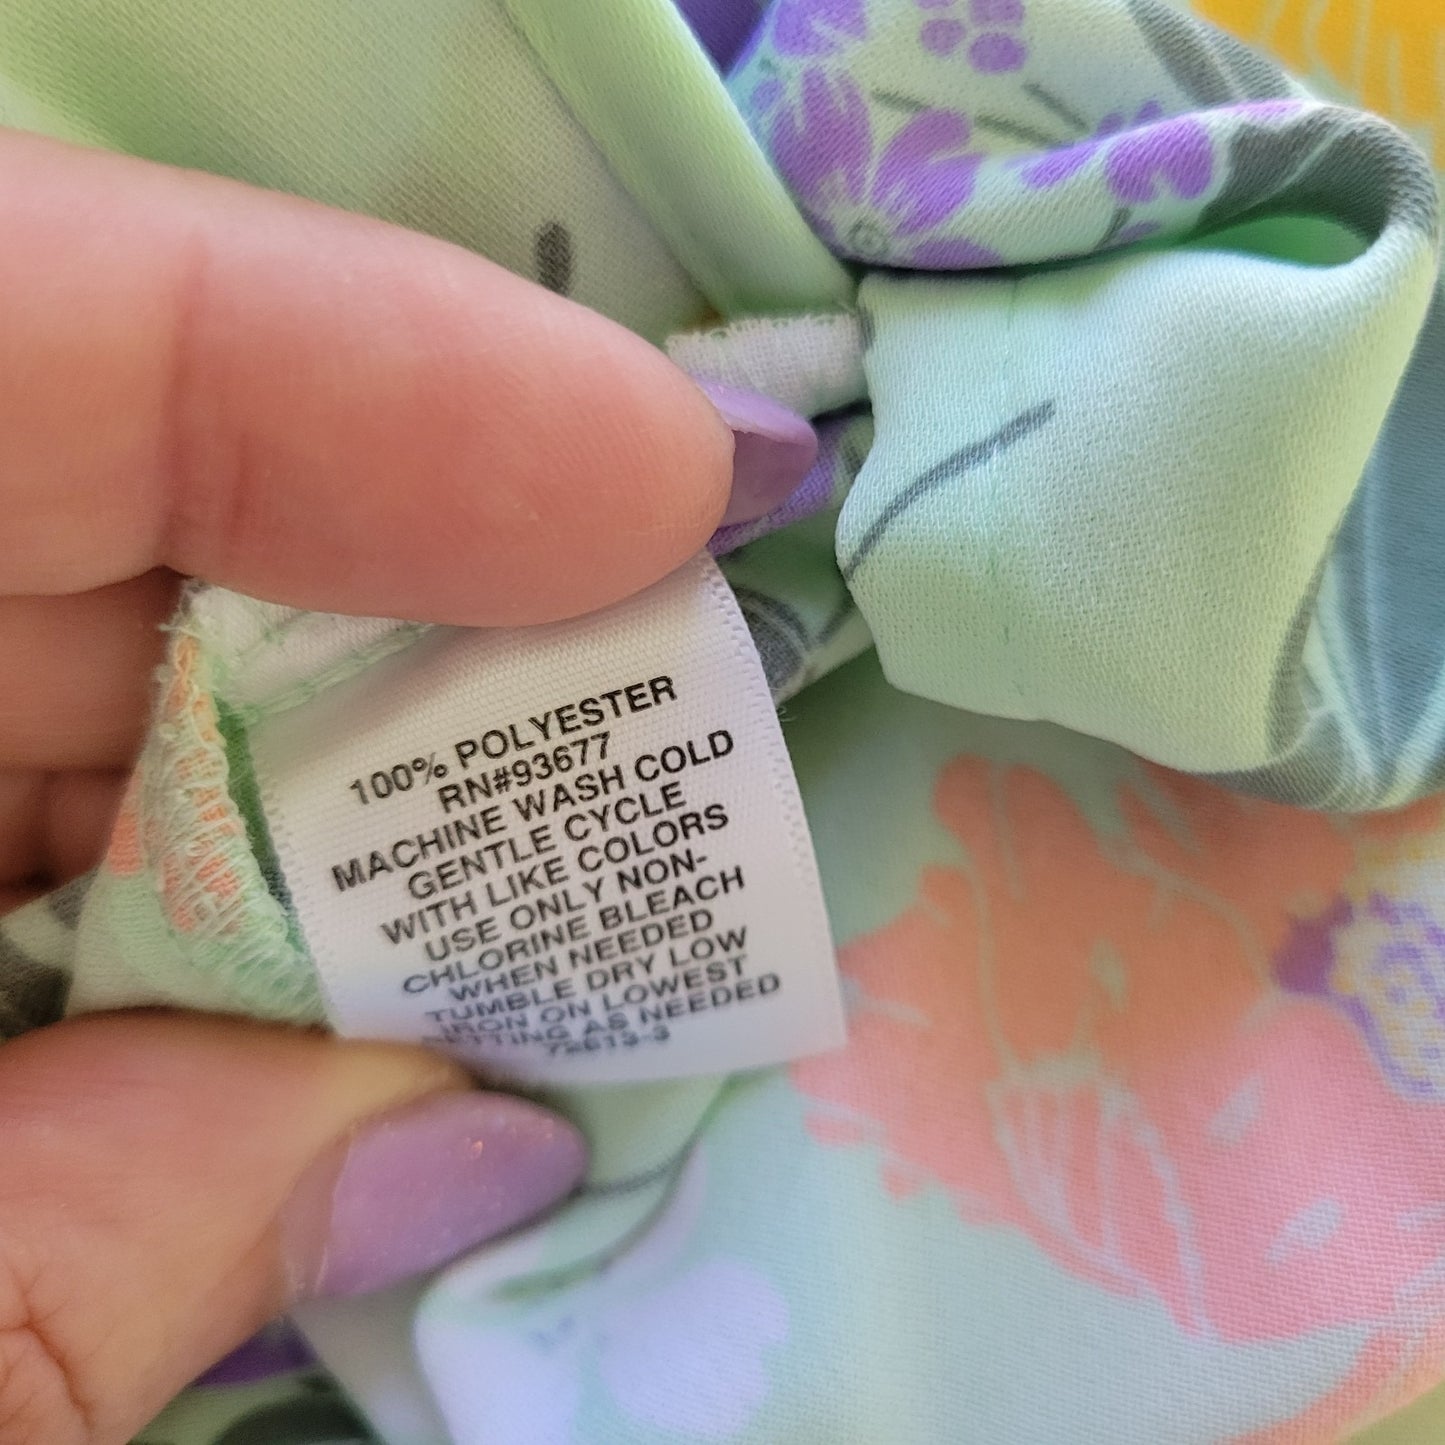 100% POLYESTER
RN#93677
MACHINE WASH COLD
GENTLE CYCLE
WITH LIKE COLORS
USE ONLY NON-
CHLORINE BLEACH
WHEN NEEDED
TUMBLE DRY LOW
IRON ON LOWEST
SETTING AS NEEDED